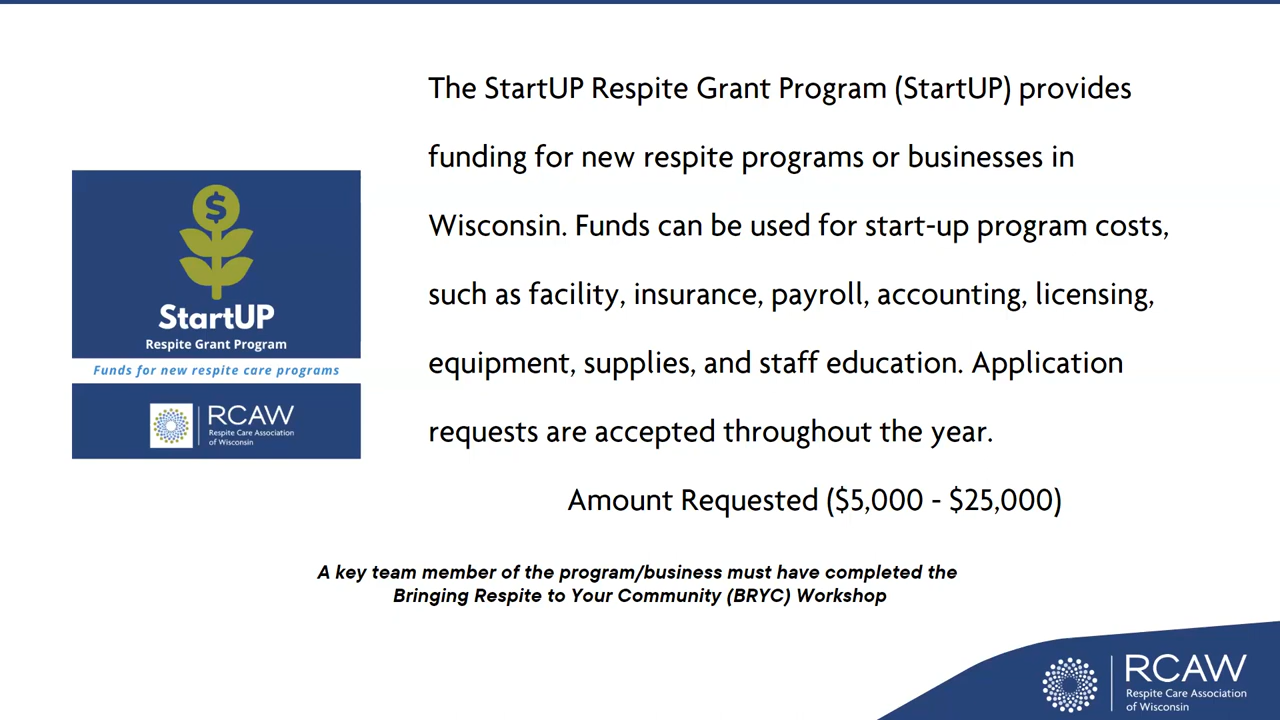 The StartUP Respite Grant Program (StartUP) provides
funding for new respite programs or businesses in
Wisconsin. Funds can be used for start-up program costs,
such as facility, insurance, payroll, accounting, licensing,
equipment, supplies, and staff education. Application
requests are accepted throughout the year.
Amount Requested ($5,000 - $25,000)
$
StartUP
Respite Grant Program
Funds for new respite care programs
RCAW
Respite Care Association
of Wisconsin
A key team member of the program/business must have completed the
Bringing Respite to Your Community (BRYC) Workshop
RCAW
Respite Care Association
of Wisconsin